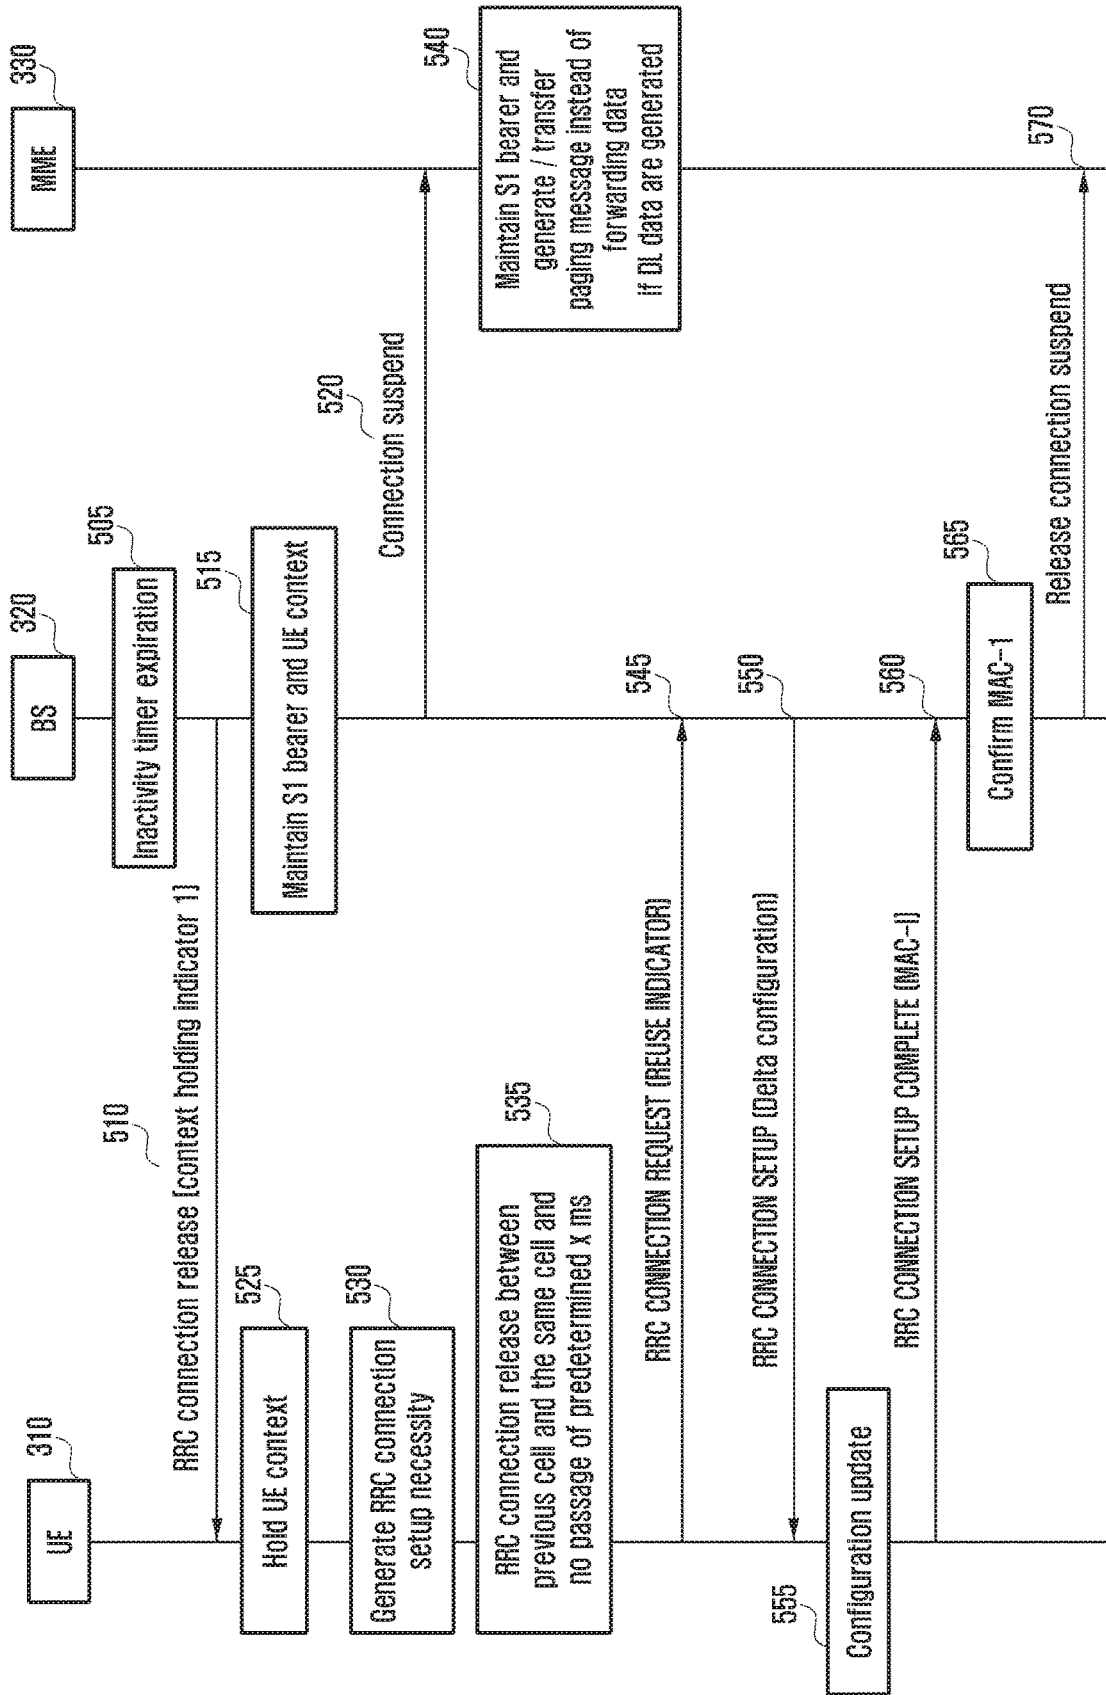 UE
310
BS
320
MME
330
Inactivity timer expiration
505
RRC connection release [context holding indicator 1]
510
Maintain S1 bearer and UE context
515
Hold UE context
525
Connection suspend
520
Generate RRC connection
setup necessity
530
RRC connection release between
previous cell and the same cell and
no passage of predetermined x ms
535
Maintain S1 bearer and
generate / transfer
paging message instead of
forwarding data
if DL data are generated
540
RRC CONNECTION REQUEST (REUSE INDICATOR)
545
RRC CONNECTION SETUP (Delta configuration)
550
Configuration update
555
RRC CONNECTION SETUP COMPLETE (MAC-I)
560
Confirm MAC-1
565
Release connection suspend
570